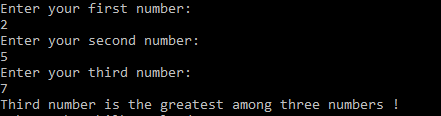 Enter your first number:
2
Enter your second number:
5
Enter your third number:
7
Third number is the greatest among three numbers !